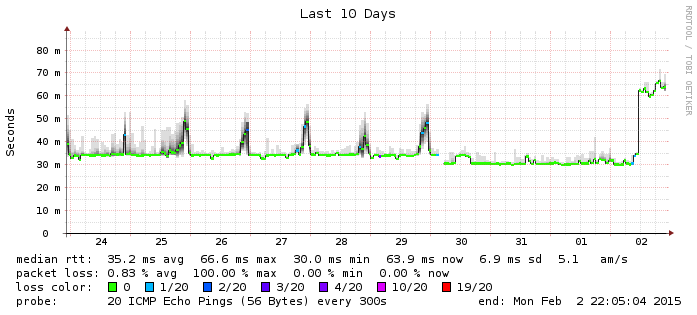 Last 10 Days
RRDTOOL / TOBI OETIKER
Seconds
80 m
70 m
60 m
50 m
40 m
30 m
20 m
10 m
0
24 25 26 27 28 29 30 31 01 02
median rtt: 35.2 ms avg 66.6 ms max 30.0 ms min 63.9 ms now 6.9 ms sd 5.1 am/s
packet loss: 0.83 % avg 100.00 % max 0.00 % min 0.00 % now
loss color: 0 1/20 2/20 3/20 4/20 10/20 19/20
probe: 20 ICMP Echo Pings (56 Bytes) every 300s end: Mon Feb 2 22:05:04 2015